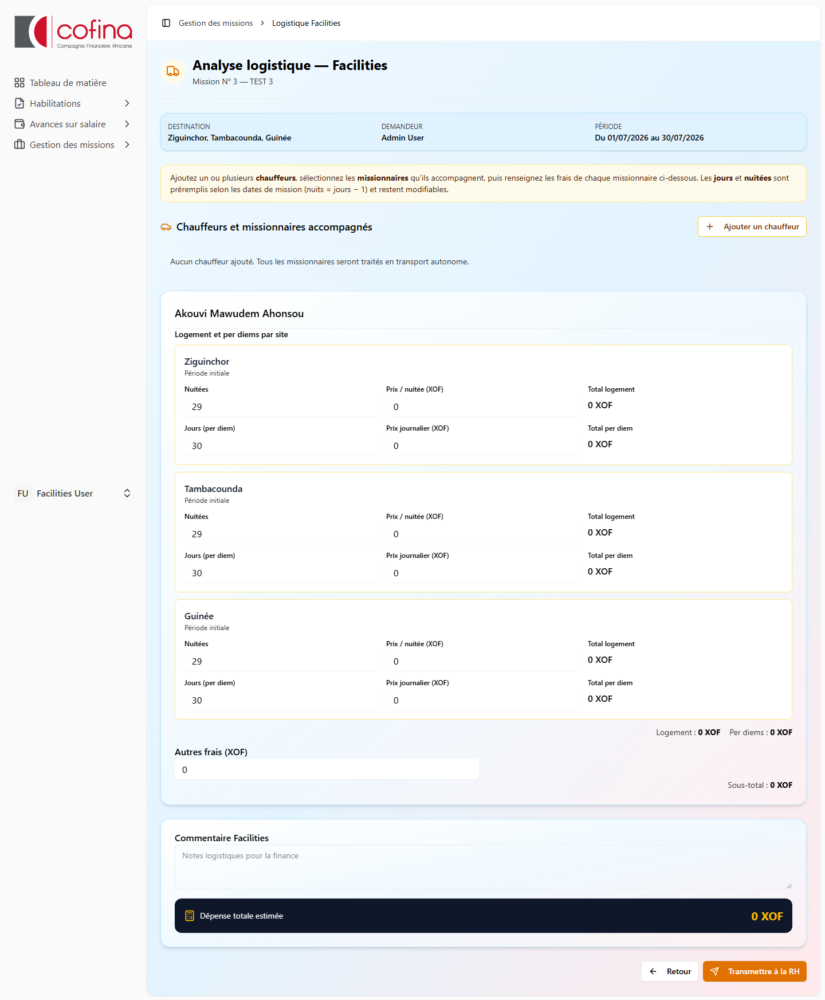 cofina
Compagnie Financière Africaine
Tableau de matière
Habilitations
Avances sur salaire
Gestion des missions
FU Facilities User
Gestion des missions > Logistique Facilities
Analyse logistique — Facilities
Mission N° 3 — TEST 3
DESTINATION
Ziguinchor, Tambacounda, Guinée
DEMANDEUR
Admin User
PÉRIODE
Du 01/07/2026 au 30/07/2026
Ajoutez un ou plusieurs chauffeurs, sélectionnez les missionnaires qu’ils accompagnent, puis renseignez les frais de chaque missionnaire ci-dessous. Les jours et nuitées sont
préremplis selon les dates de mission (nuits = jours − 1) et restent modifiables.
Chauffeurs et missionnaires accompagnés
+ Ajouter un chauffeur
Aucun chauffeur ajouté. Tous les missionnaires seront traités en transport autonome.
Akouvi Mawudem Ahonsou
Logement et per diems par site
Ziguinchor
Période initiale
Nuitées Prix / nuitée (XOF) Total logement
29 0 0 XOF
Jours (per diem) Prix journalier (XOF) Total per diem
30 0 0 XOF
Tambacounda
Période initiale
Nuitées Prix / nuitée (XOF) Total logement
29 0 0 XOF
Jours (per diem) Prix journalier (XOF) Total per diem
30 0 0 XOF
Guinée
Période initiale
Nuitées Prix / nuitée (XOF) Total logement
29 0 0 XOF
Jours (per diem) Prix journalier (XOF) Total per diem
30 0 0 XOF
Logement : 0 XOF Per diems : 0 XOF
Autres frais (XOF)
0
Sous-total : 0 XOF
Commentaire Facilities
Notes logistiques pour la finance
Dépense totale estimée 0 XOF
Retour
Transmettre à la RH